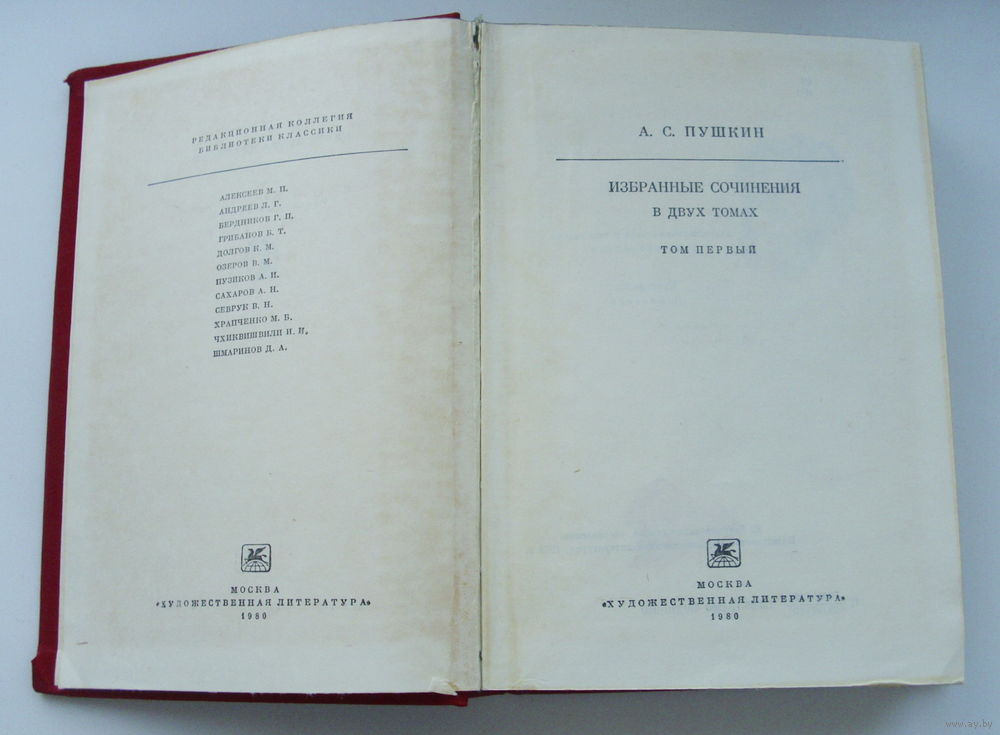 РЕДАКЦИОННАЯ КОЛЛЕГИЯ
БИБЛИОТЕКИ КЛАССИКИ
АЛЕКСЕЕВ М. П.
АНДРЕЕВ Л. Г.
БЕРДНИКОВ Г. П.
ГРИБАНОВ Б. Т.
ДОЛГОВ К. М.
ОЗЕРОВ В. М.
ПУЗИКОВ А. И.
САХАРОВ А. Н.
СЕВРУК В. Н.
ХРАПЧЕНКО М. Б.
ЧХИКВИШВИЛИ И. И.
ШМАРИНОВ Д. А.
МОСКВА
«ХУДОЖЕСТВЕННАЯ ЛИТЕРАТУРА»
1980
А. С. ПУШКИН
ИЗБРАННЫЕ СОЧИНЕНИЯ
В ДВУХ ТОМАХ
ТОМ ПЕРВЫЙ
МОСКВА
«ХУДОЖЕСТВЕННАЯ ЛИТЕРАТУРА»
1980
www.ay.by